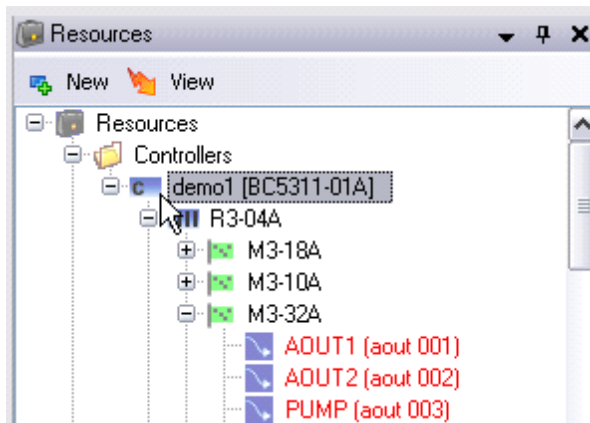 Resources
New View
Resources
Controllers
c demo1 [BC5311-01A]
R3-04A
M3-18A
M3-10A
M3-32A
AOUT1 (aout 001)
AOUT2 (aout 002)
PUMP (aout 003)